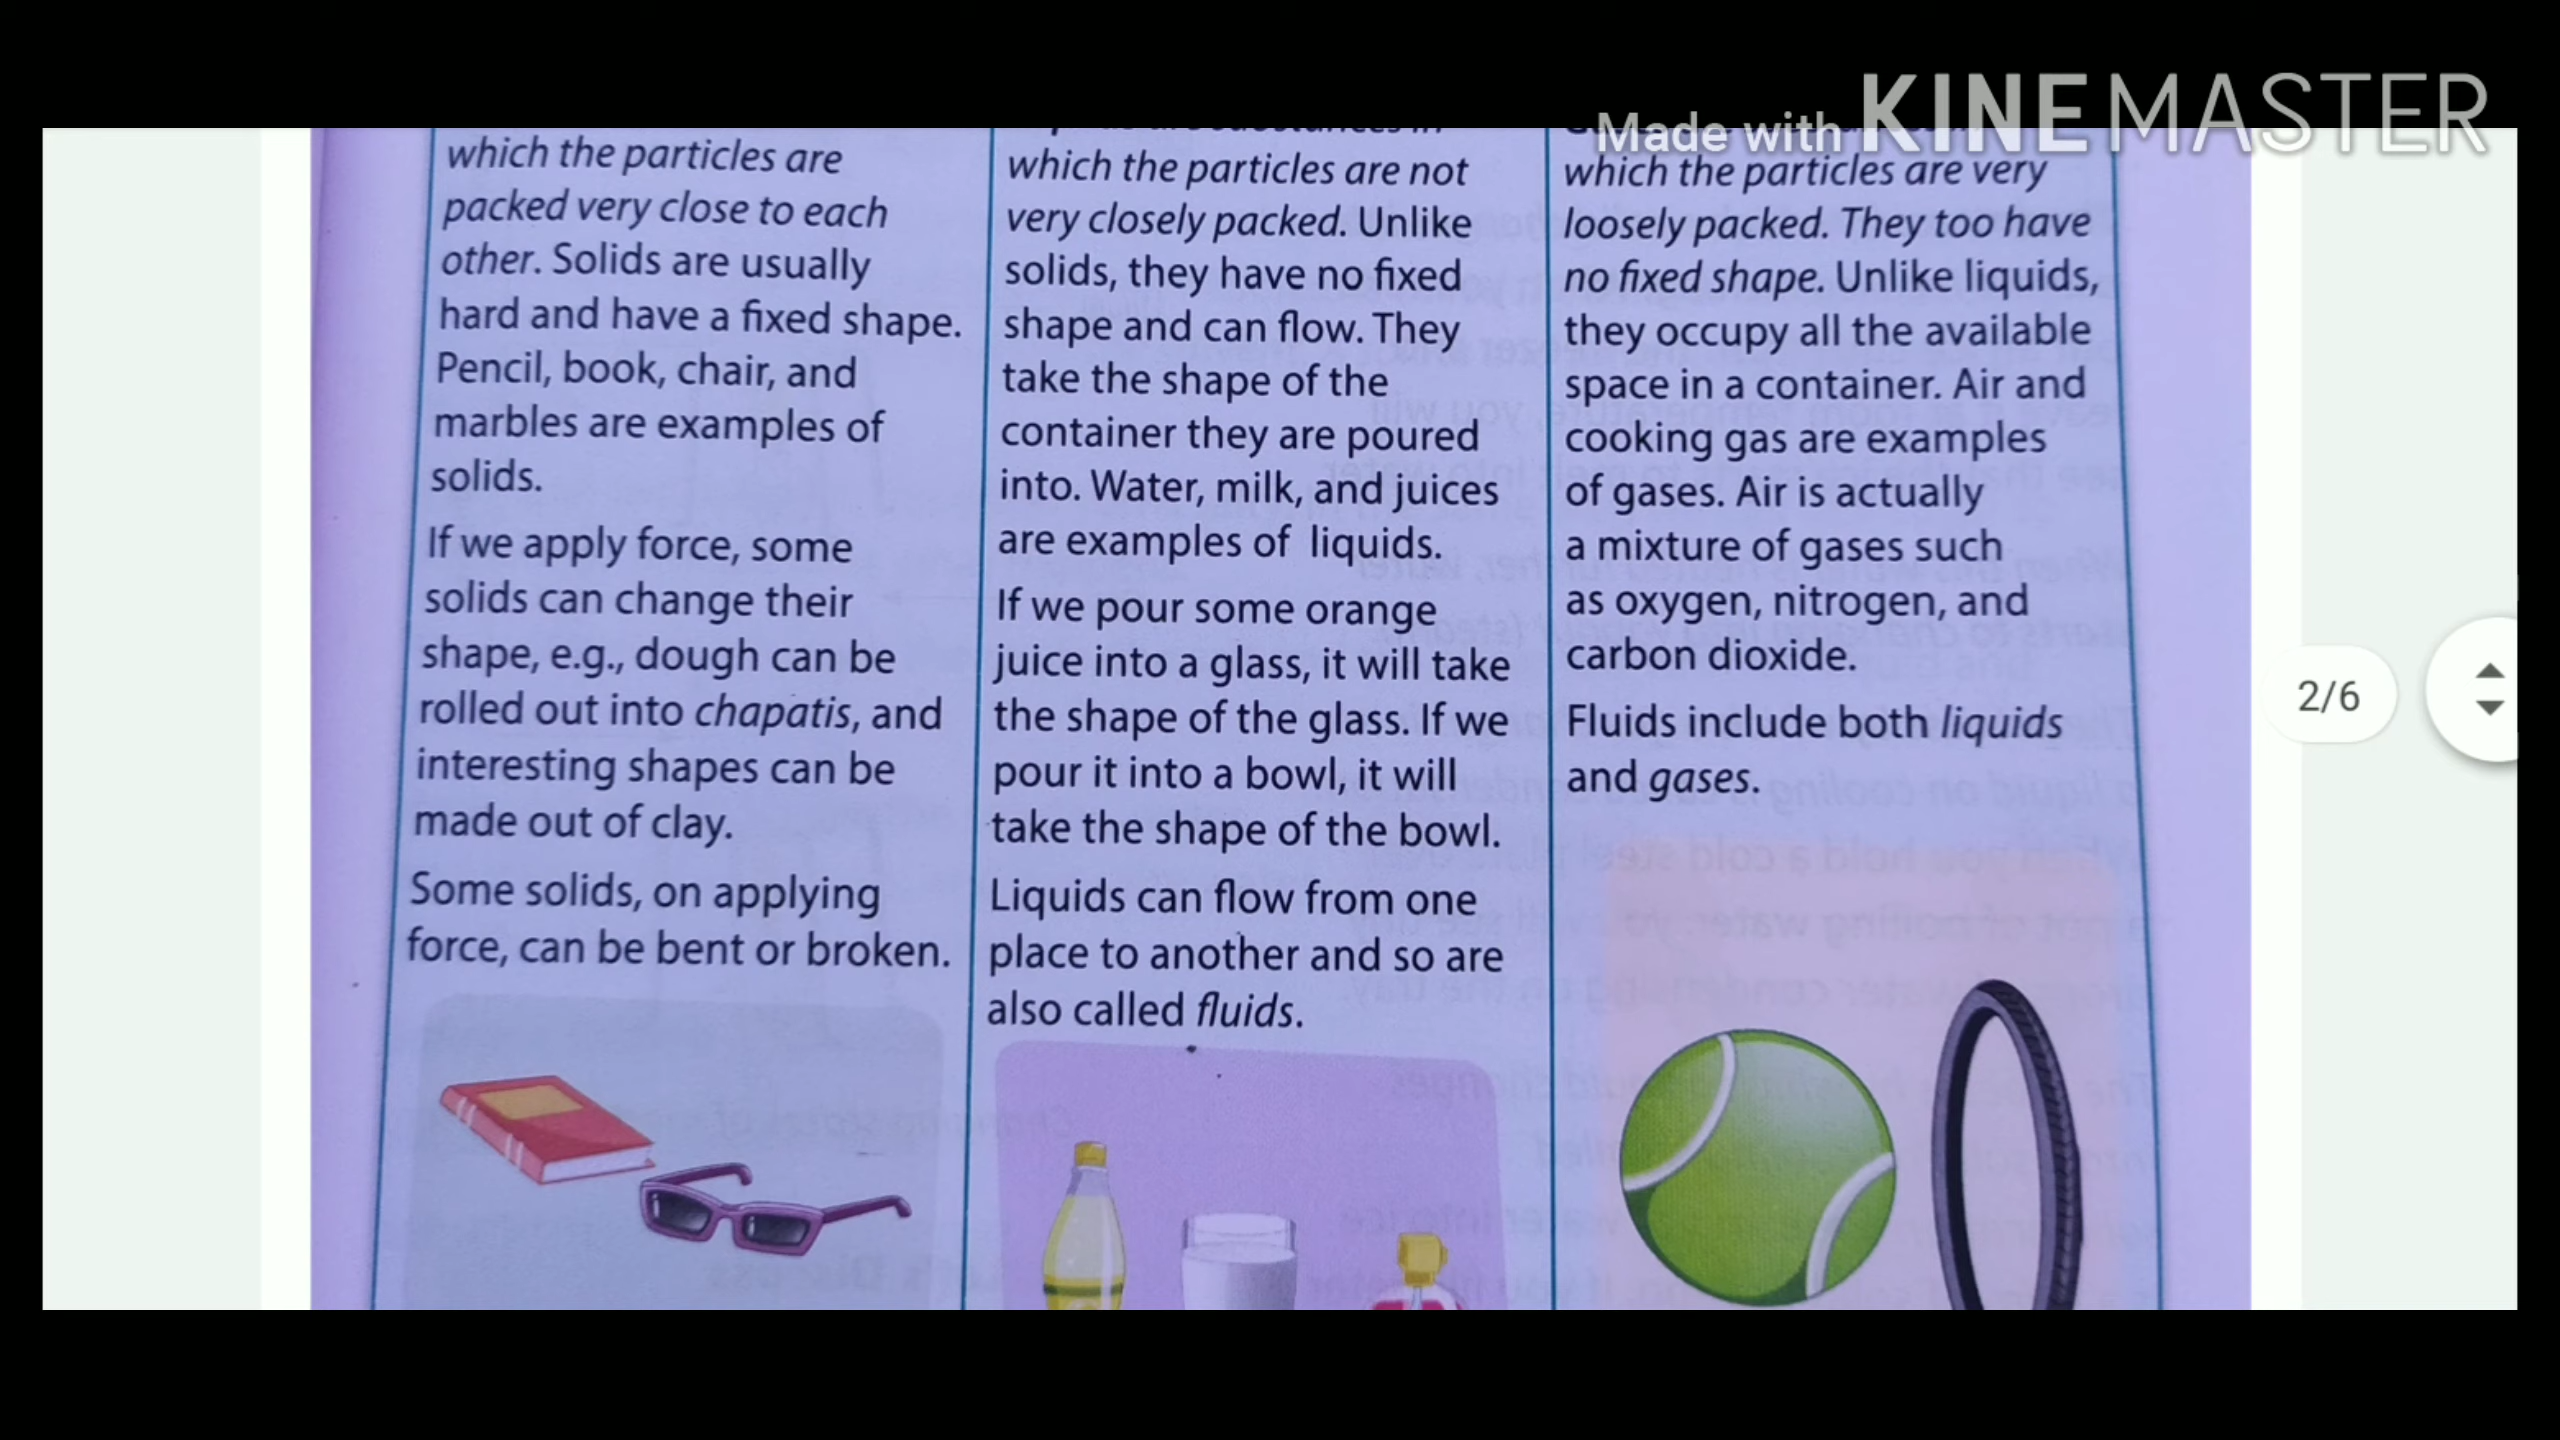 Made with KINEMASTER
which the particles are
packed very close to each
other. Solids are usually
hard and have a fixed shape.
Pencil, book, chair, and
marbles are examples of
solids.
If we apply force, some
solids can change their
shape, e.g., dough can be
rolled out into chapatis, and
interesting shapes can be
made out of clay.
Some solids, on applying
force, can be bent or broken.
substances in
which the particles are not
very closely packed. Unlike
solids, they have no fixed
shape and can flow. They
take the shape of the
container they are poured
into. Water, milk, and juices
are examples of liquids.
If we pour some orange
juice into a glass, it will take
the shape of the glass. If we
pour it into a bowl, it will
take the shape of the bowl.
Liquids can flow from one
place to another and so are
also called fluids.
which the particles are very
loosely packed. They too have
no fixed shape. Unlike liquids,
they occupy all the available
space in a container. Air and
cooking gas are examples
of gases. Air is actually
a mixture of gases such
as oxygen, nitrogen, and
carbon dioxide.
Fluids include both liquids
and gases.
2/6